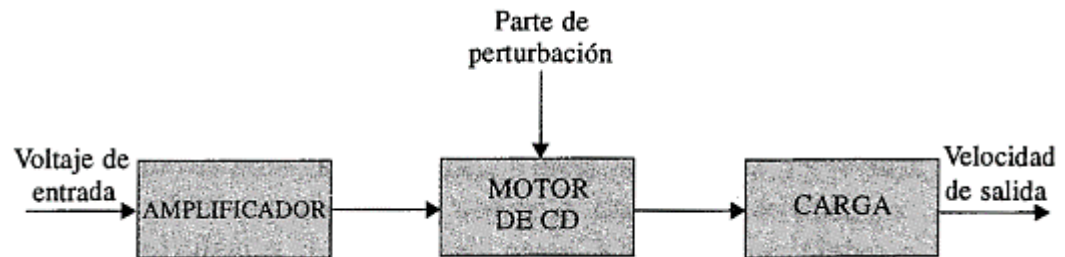 Parte de
perturbación
Voltaje de
entrada
AMPLIFICADOR
MOTOR
DE CD
CARGA
Velocidad
de salida